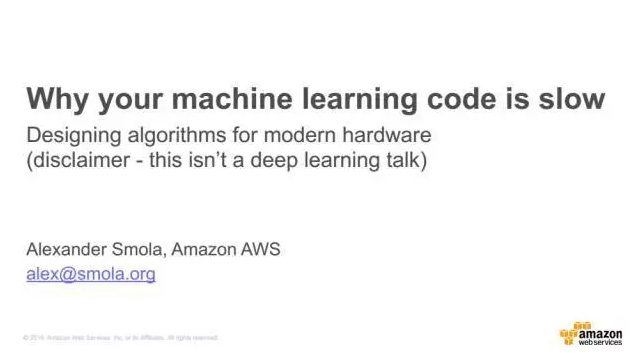 Why your machine learning code is slow
Designing algorithms for modern hardware
(disclaimer - this isn't a deep learning talk)
Alexander Smola, Amazon AWS
alex@smola.org
Amazon Web Services, Inc. or its Affiliates. All rights reserved.
amazon
webservices